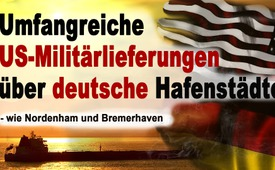 Umfangreiche
US-Militärlieferungen
über deutsche Hafenstädte
- wie Nordenham und Bremerhaven